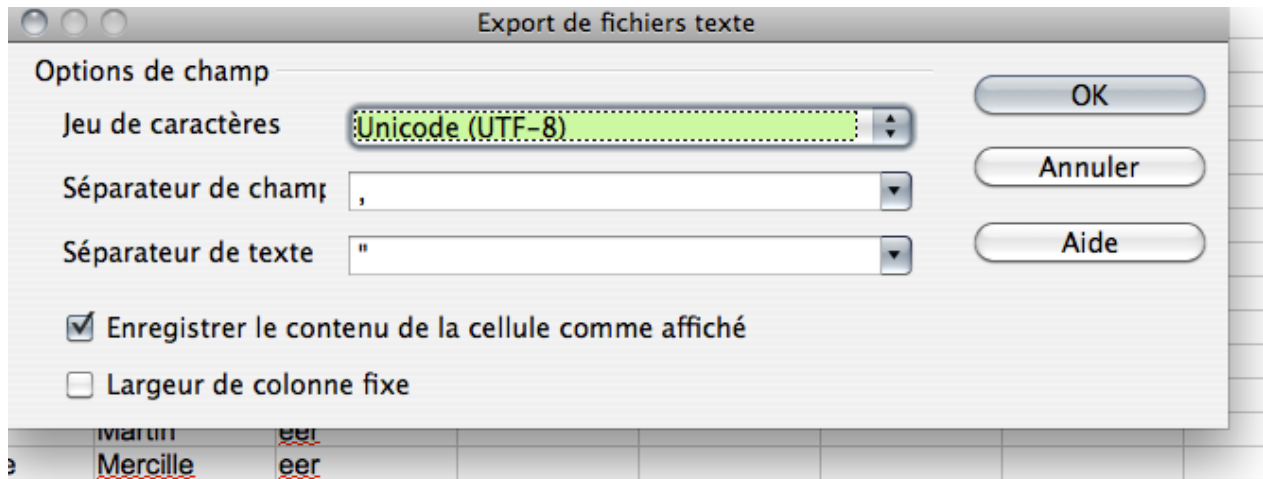 Export de fichiers texte
Options de champ
OK
Jeu de caractères
Unicode (UTF-8)
Annuler
Séparateur de champ
,
Séparateur de texte
"
Aide
Enregistrer le contenu de la cellule comme affiché
Largeur de colonne fixe
Martin eer
e Mercille eer